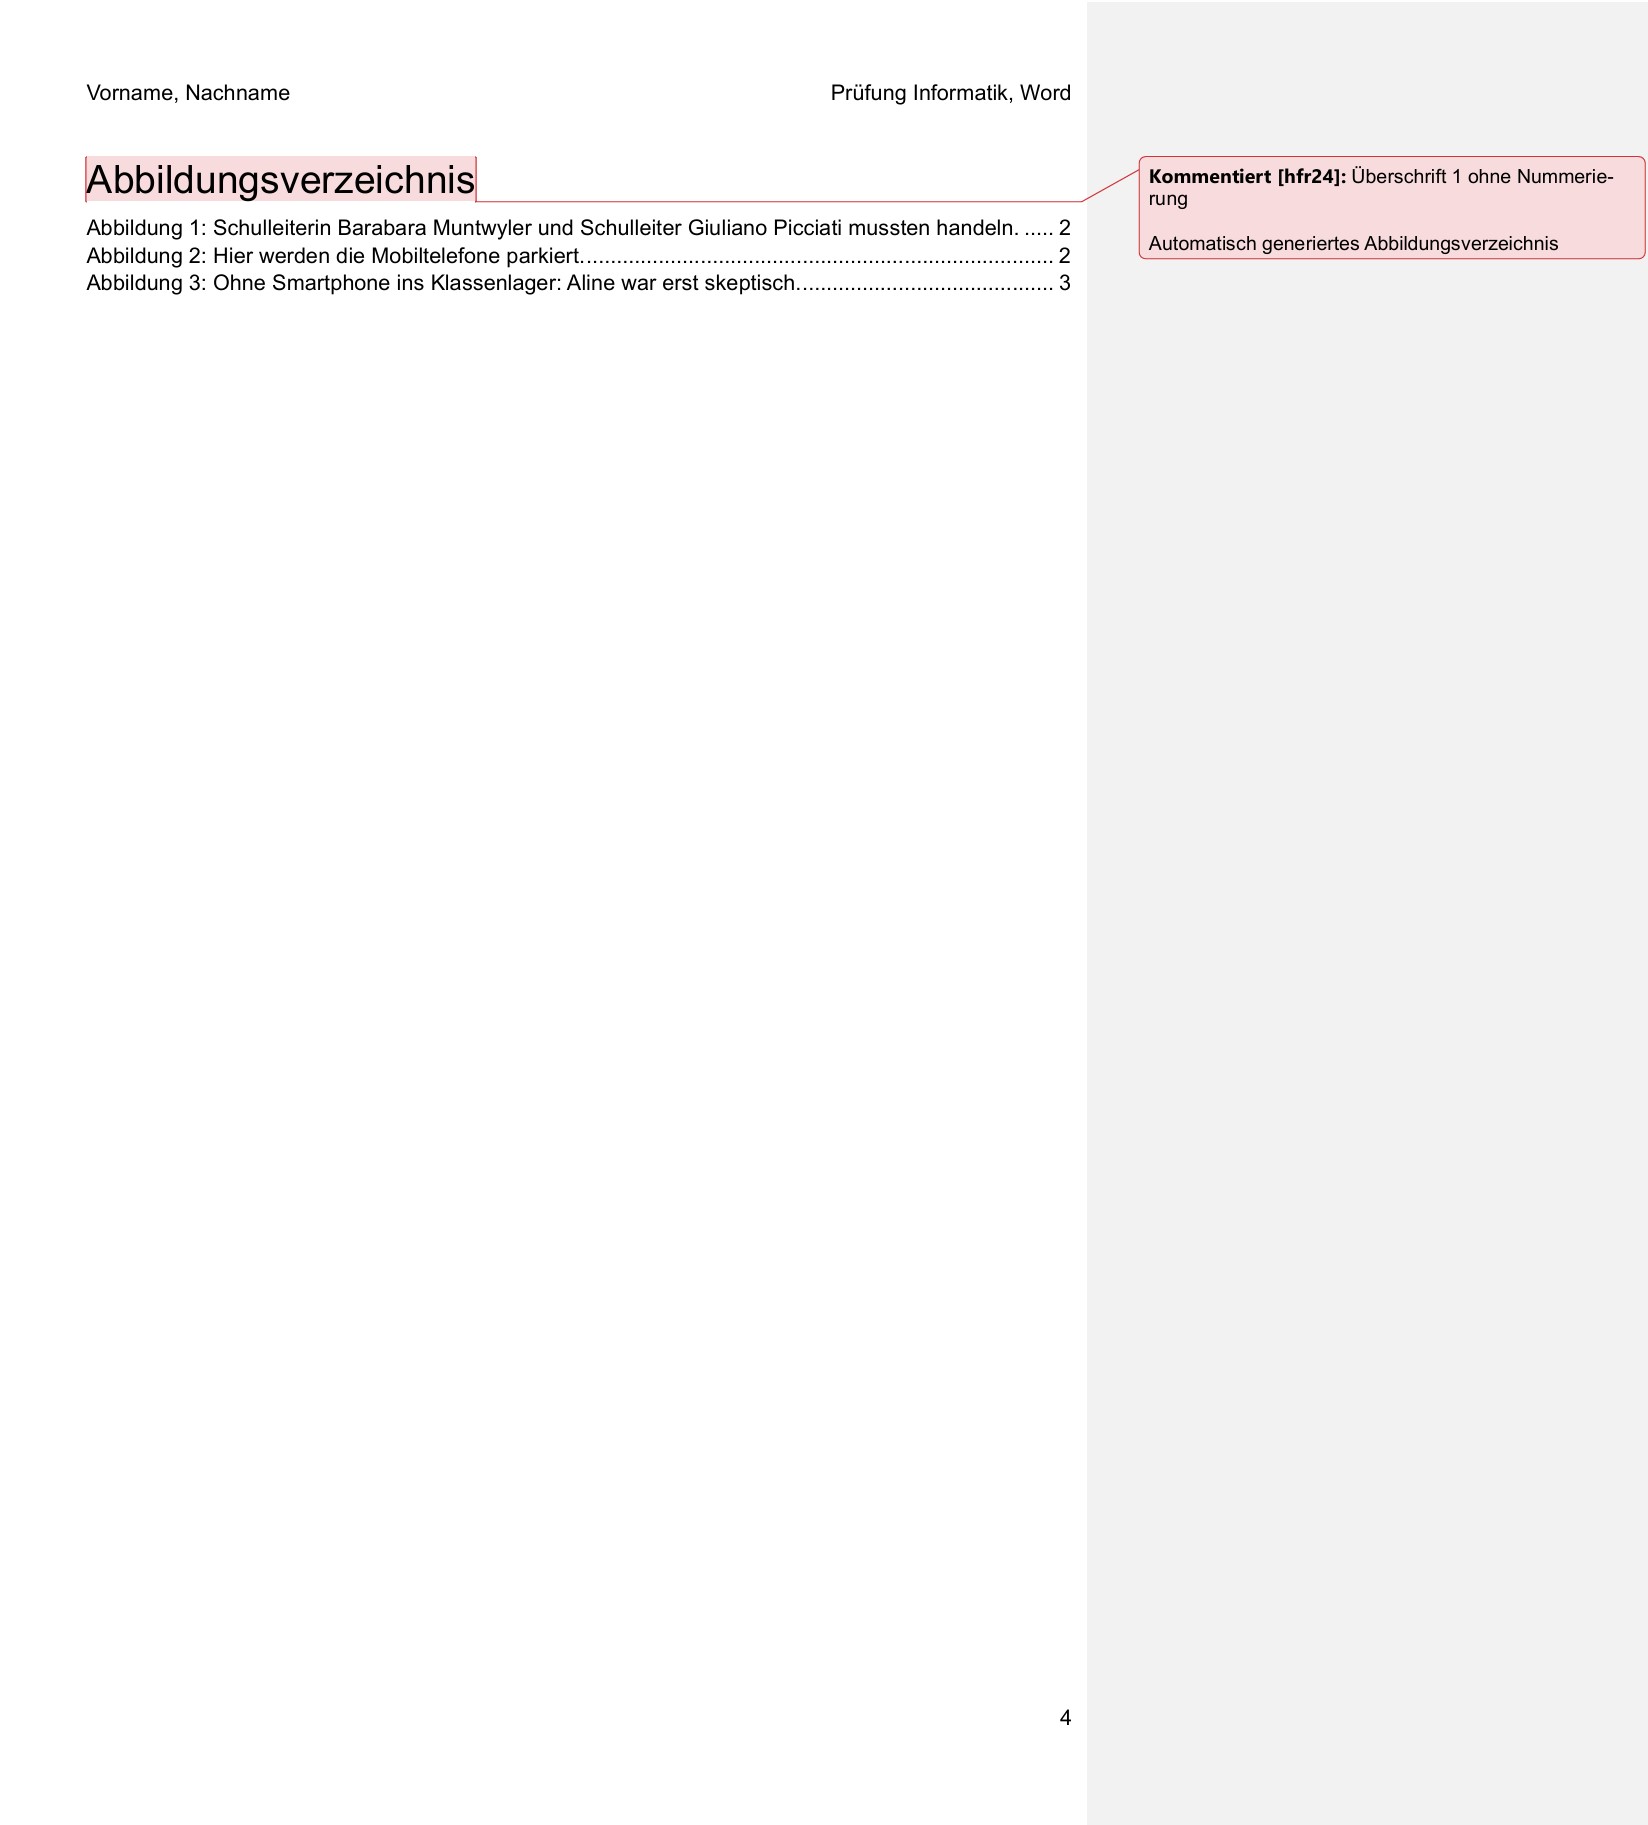 Vorname, Nachname Prüfung Informatik, Word
Abbildungsverzeichnis
Abbildung 1: Schulleiterin Barabara Muntwyler und Schulleiter Giuliano Picciati mussten handeln. ..... 2
Abbildung 2: Hier werden die Mobiltelefone parkiert............................................................................... 2
Abbildung 3: Ohne Smartphone ins Klassenlager: Aline war erst skeptisch........................................... 3
Kommentiert [hfr24]: Überschrift 1 ohne Nummerie-
rung
Automatisch generiertes Abbildungsverzeichnis
4